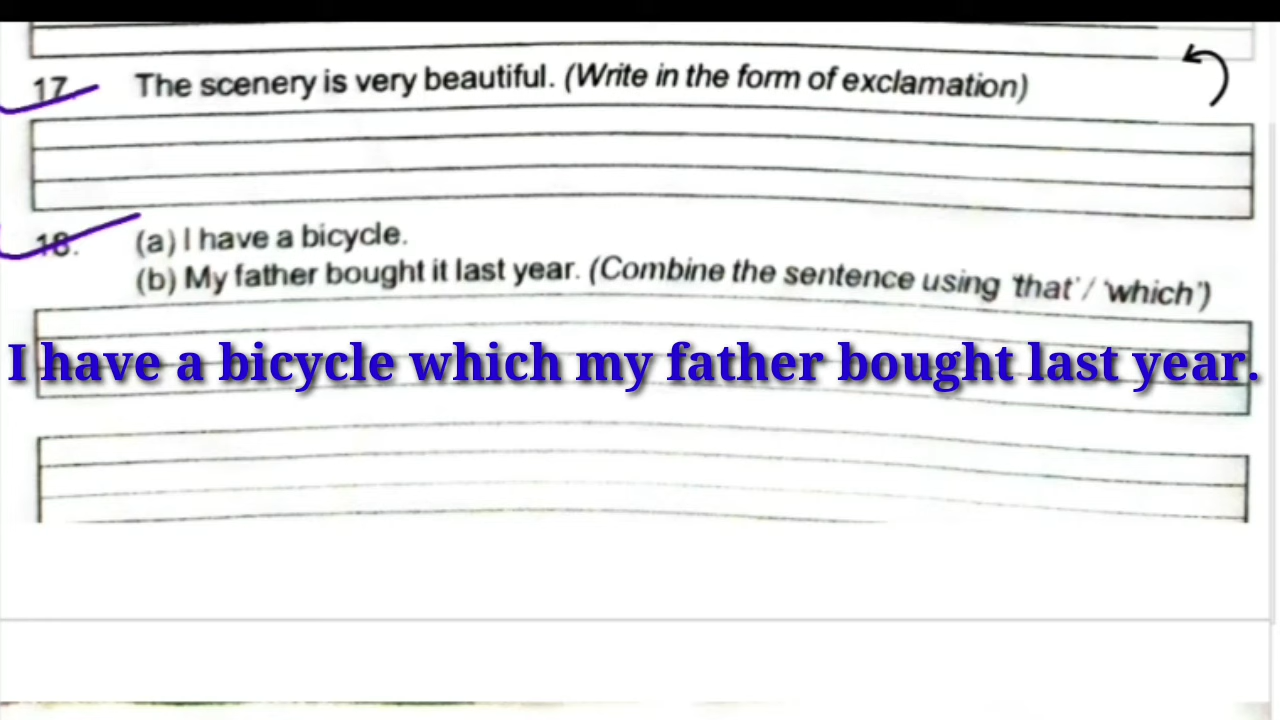 17. The scenery is very beautiful. (Write in the form of exclamation)
18. (a) I have a bicycle.
(b) My father bought it last year. (Combine the sentence using 'that' / 'which')
I have a bicycle which my father bought last year.